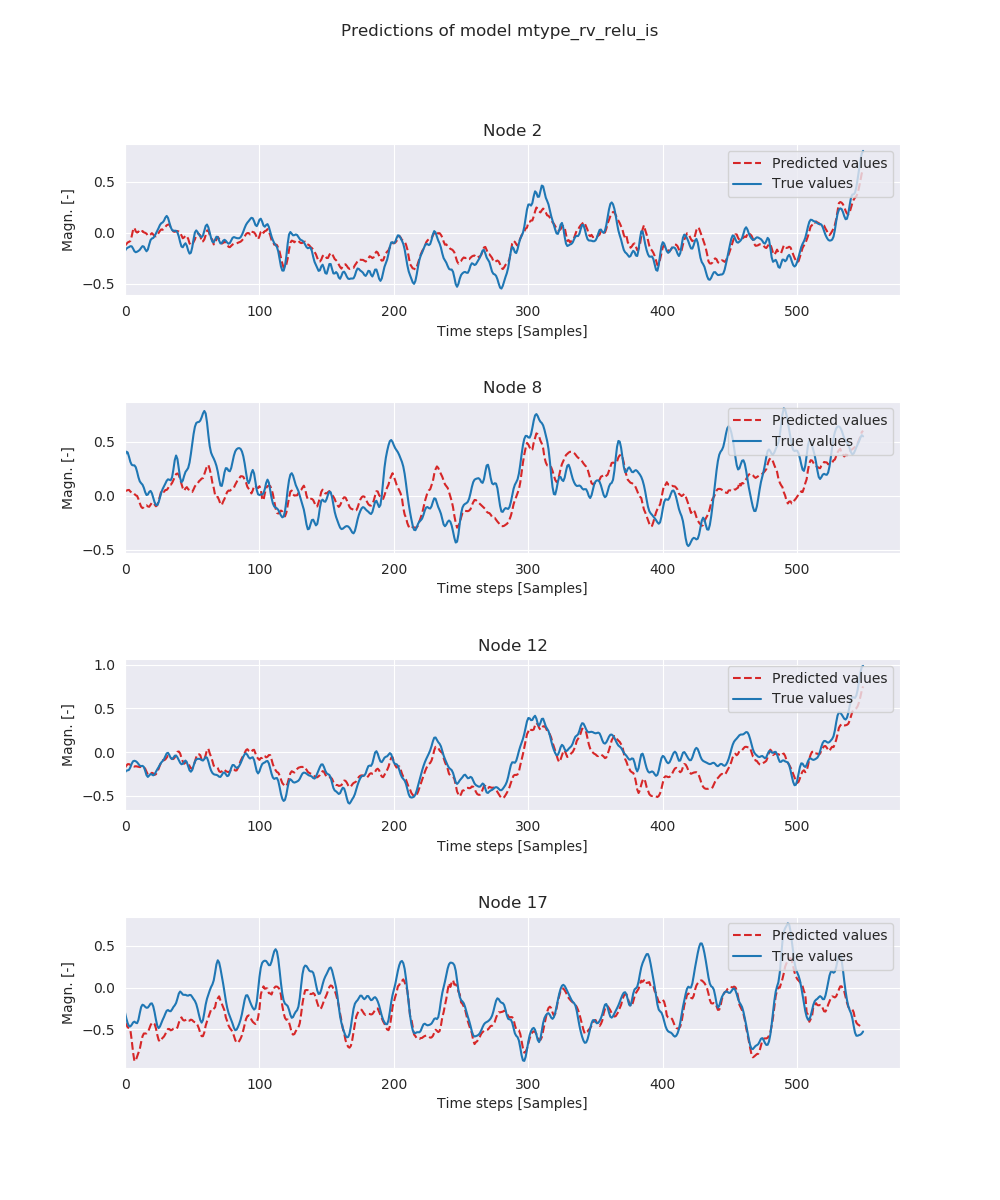 Predictions of model mtype_rv_relu_is
Node 2
Magn. [-]
0.5
0.0
−0.5
Predicted values
True values
0 100 200 300 400 500
Time steps [Samples]
Node 8
Magn. [-]
0.5
0.0
−0.5
Predicted values
True values
0 100 200 300 400 500
Time steps [Samples]
Node 12
Magn. [-]
1.0
0.5
0.0
−0.5
Predicted values
True values
0 100 200 300 400 500
Time steps [Samples]
Node 17
Magn. [-]
0.5
0.0
−0.5
Predicted values
True values
0 100 200 300 400 500
Time steps [Samples]